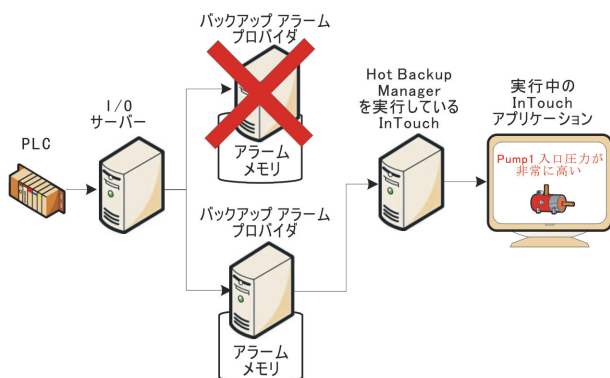 PLC
I/O
サーバー
バックアップ アラーム
プロバイダ
アラーム
メモリ
バックアップ アラーム
プロバイダ
アラーム
メモリ
Hot Backup
Manager
を実行している
InTouch
実行中の
InTouch
アプリケーション
Pump1 入口圧力が
非常に高い